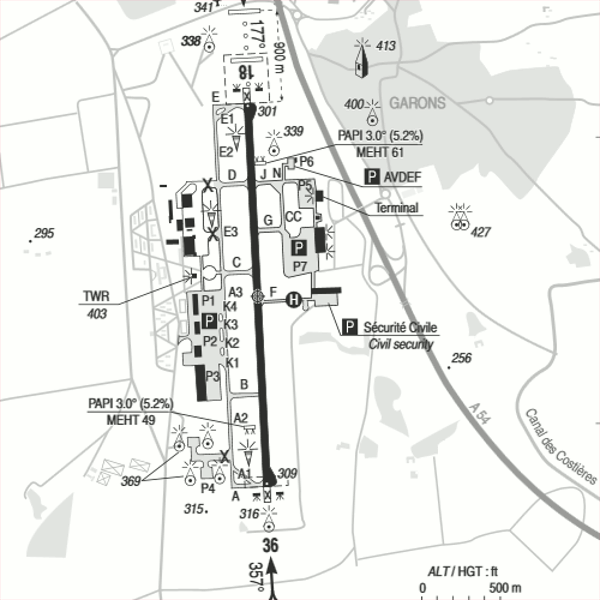 341
338
177°
900 m
18
413
400
GARONS
E
301
E1
339
PAPI 3.0° (5.2%)
MEHT 61
E2
P6
D
J
N
P
AVDEF
P5
Terminal
G
CC
427
295
E3
P
P7
C
TWR
403
A3
F
H
P1
K4
P
K3
P
Sécurité Civile
Civil security
P2
K2
256
K1
P3
B
PAPI 3.0° (5.2%)
MEHT 49
A2
A 54
Canal des Costières
369
A1
309
P4
A
315
316
36
357°
ALT / HGT : ft
0
500 m